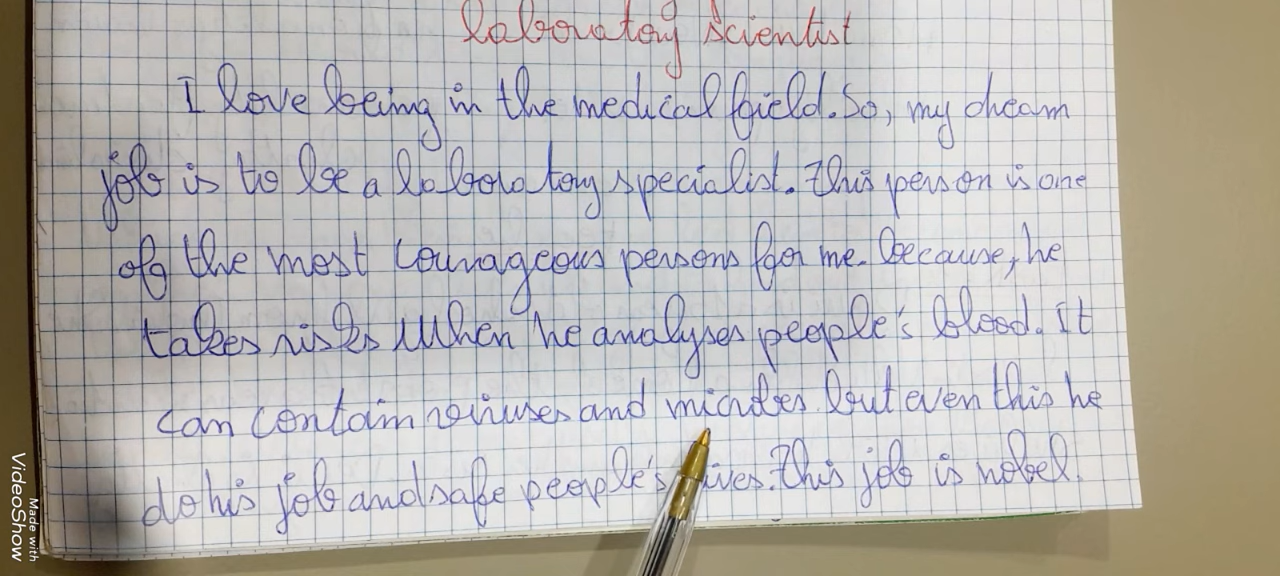 laboratory scientist
I love being in the medical field. So, my dream
job is to be a laboratory specialist. This person is one
of the most courageous persons for me. because, he
takes risks when he analyses people's blood. It
can contain viruses and microbes but even this he
do his job and safe people's lives. This job is nobel.
Made with
VideoShow